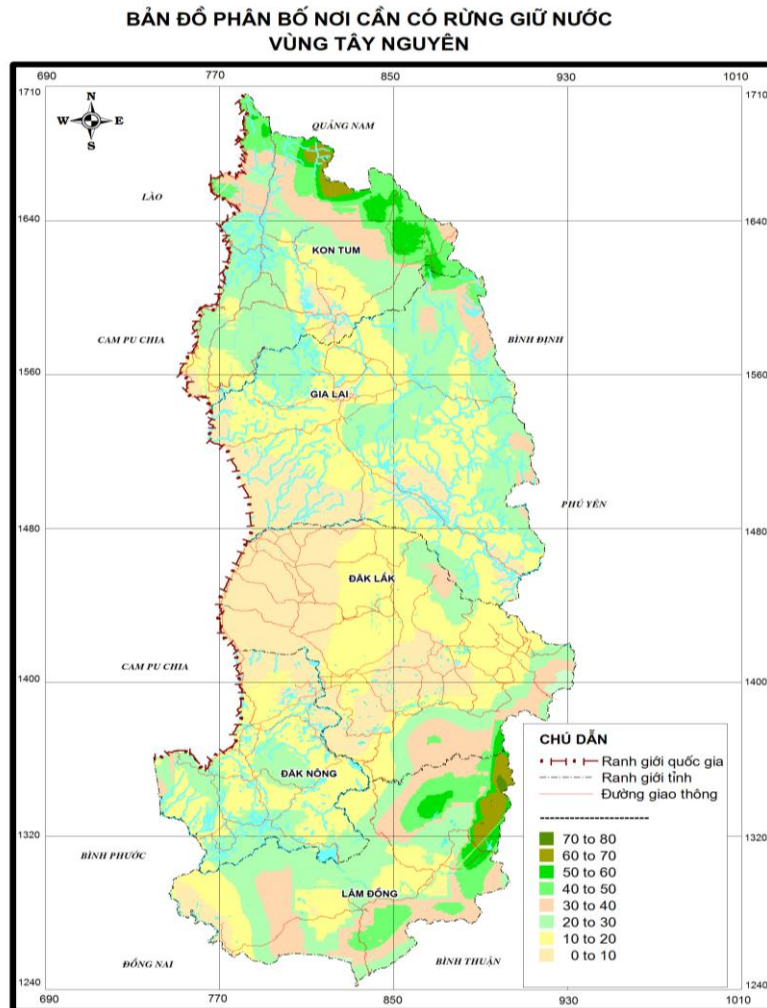 BẢN ĐỒ PHÂN BỐ NƠI CẦN CÓ RỪNG GIỮ NƯỚC
VÙNG TÂY NGUYÊN
690 770 850 930 1010
1710 1710
N
W E
S
QUẢNG NAM
LÀO
1640 1640
KON TUM
CAM PU CHIA
BÌNH ĐỊNH
1560 1560
GIA LAI
PHÚ YÊN
1480 1480
ĐĂK LĂK
CAM PU CHIA
1400 1400
CHÚ DẪN
Ranh giới quốc gia
Ranh giới tỉnh
Đường giao thông
ĐĂK NÔNG
1320 1320
70 to 80
60 to 70
50 to 60
40 to 50
30 to 40
20 to 30
10 to 20
0 to 10
BÌNH PHƯỚC
LÂM ĐỒNG
ĐỒNG NAI
BÌNH THUẬN
1240 1240
690 770 850 930 1010